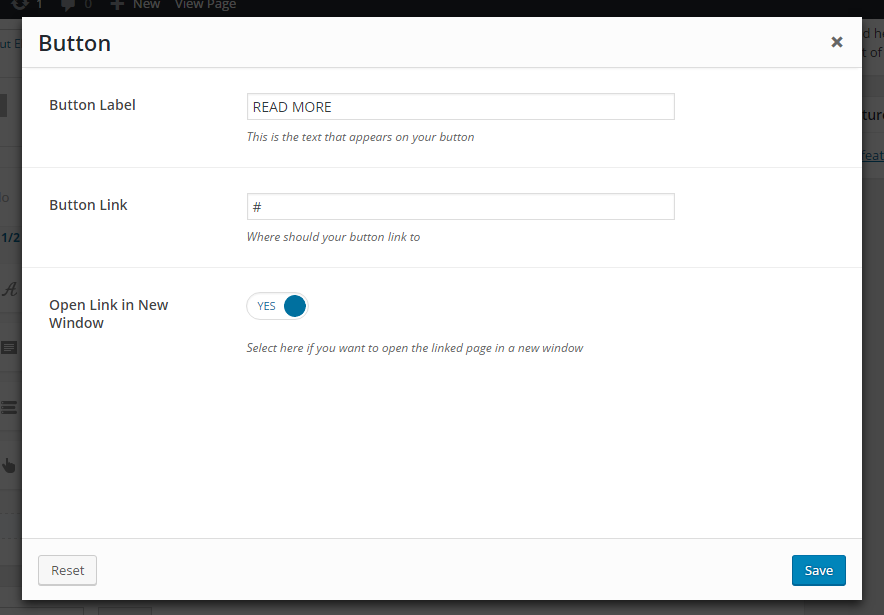 1 0 New View Page
Button
Button Label
READ MORE
This is the text that appears on your button
Button Link
#
Where should your button link to
Open Link in New
Window
YES
Select here if you want to open the linked page in a new window
1/2
Reset
Save